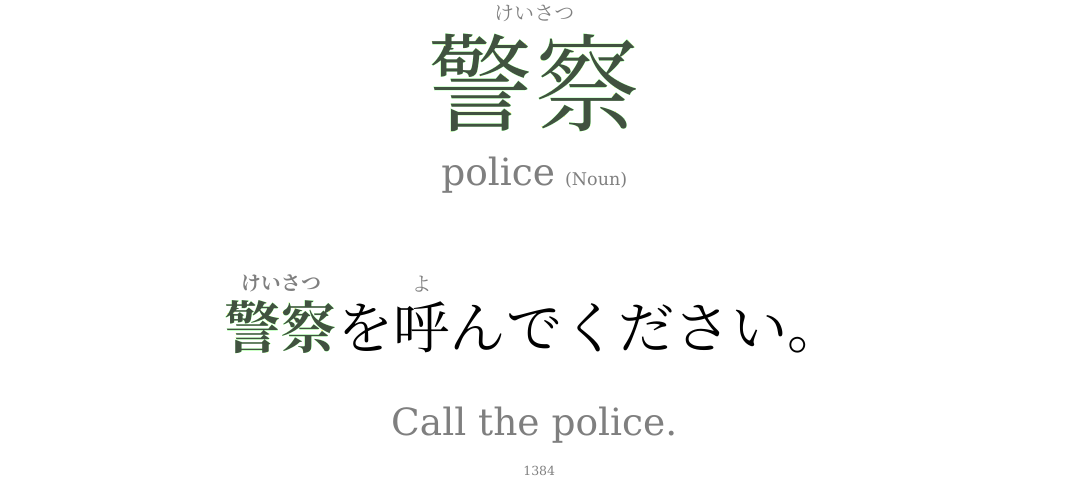 けいさつ
警察
police (Noun)
けいさつ よ
警察を呼んでください。
Call the police.
1384